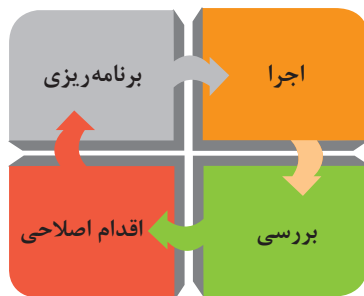 برنامه‌ریزی
اجرا
بررسی
اقدام اصلاحی